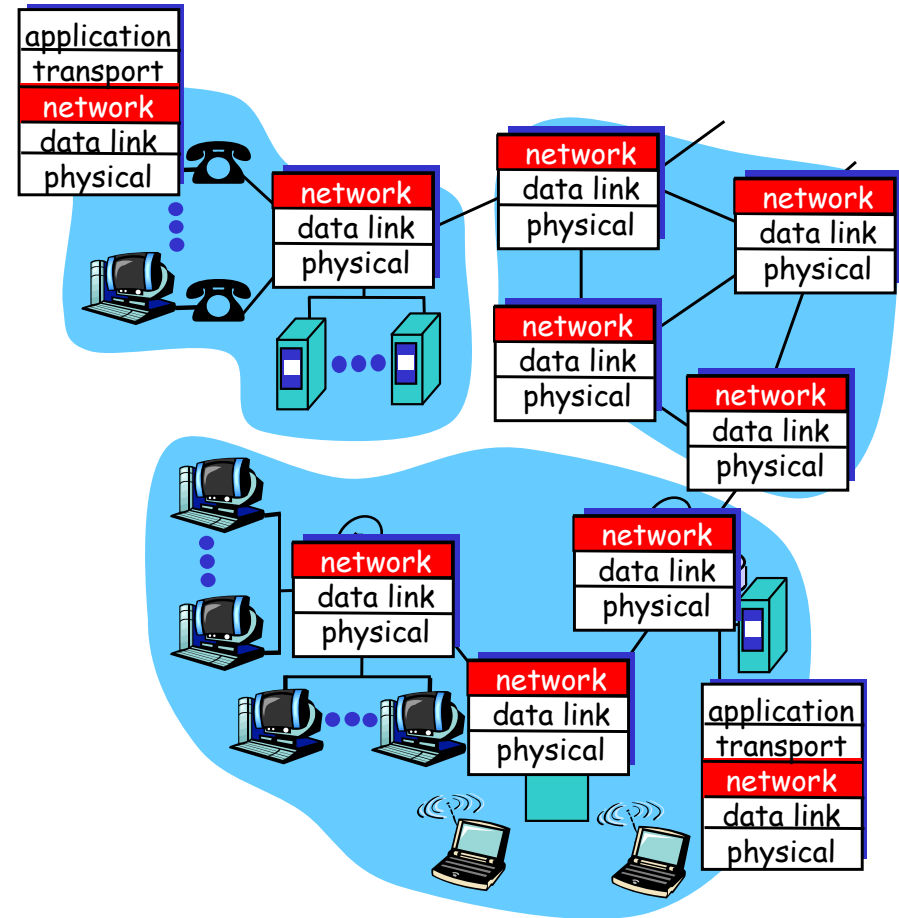 application
transport
network
data link
physical
network
data link
physical
network
data link
physical
network
data link
physical
network
data link
physical
network
data link
physical
network
data link
physical
network
data link
physical
network
data link
physical
application
transport
network
data link
physical